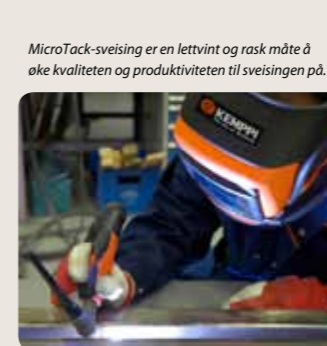 MicroTack-sveising er en lettvint og rask måte å
øke kvaliteten og produktiviteten til sveisingen på.
KEMPPI